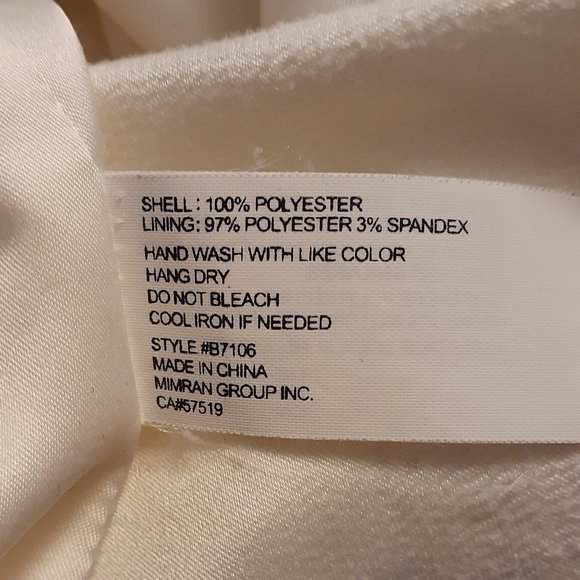 SHELL: 100% POLYESTER
LINING: 97% POLYESTER 3% SPANDEX
HAND WASH WITH LIKE COLOR
HANG DRY
DO NOT BLEACH
COOL IRON IF NEEDED
STYLE #B7106
MADE IN CHINA
MIMRAN GROUP INC.
CA#57519